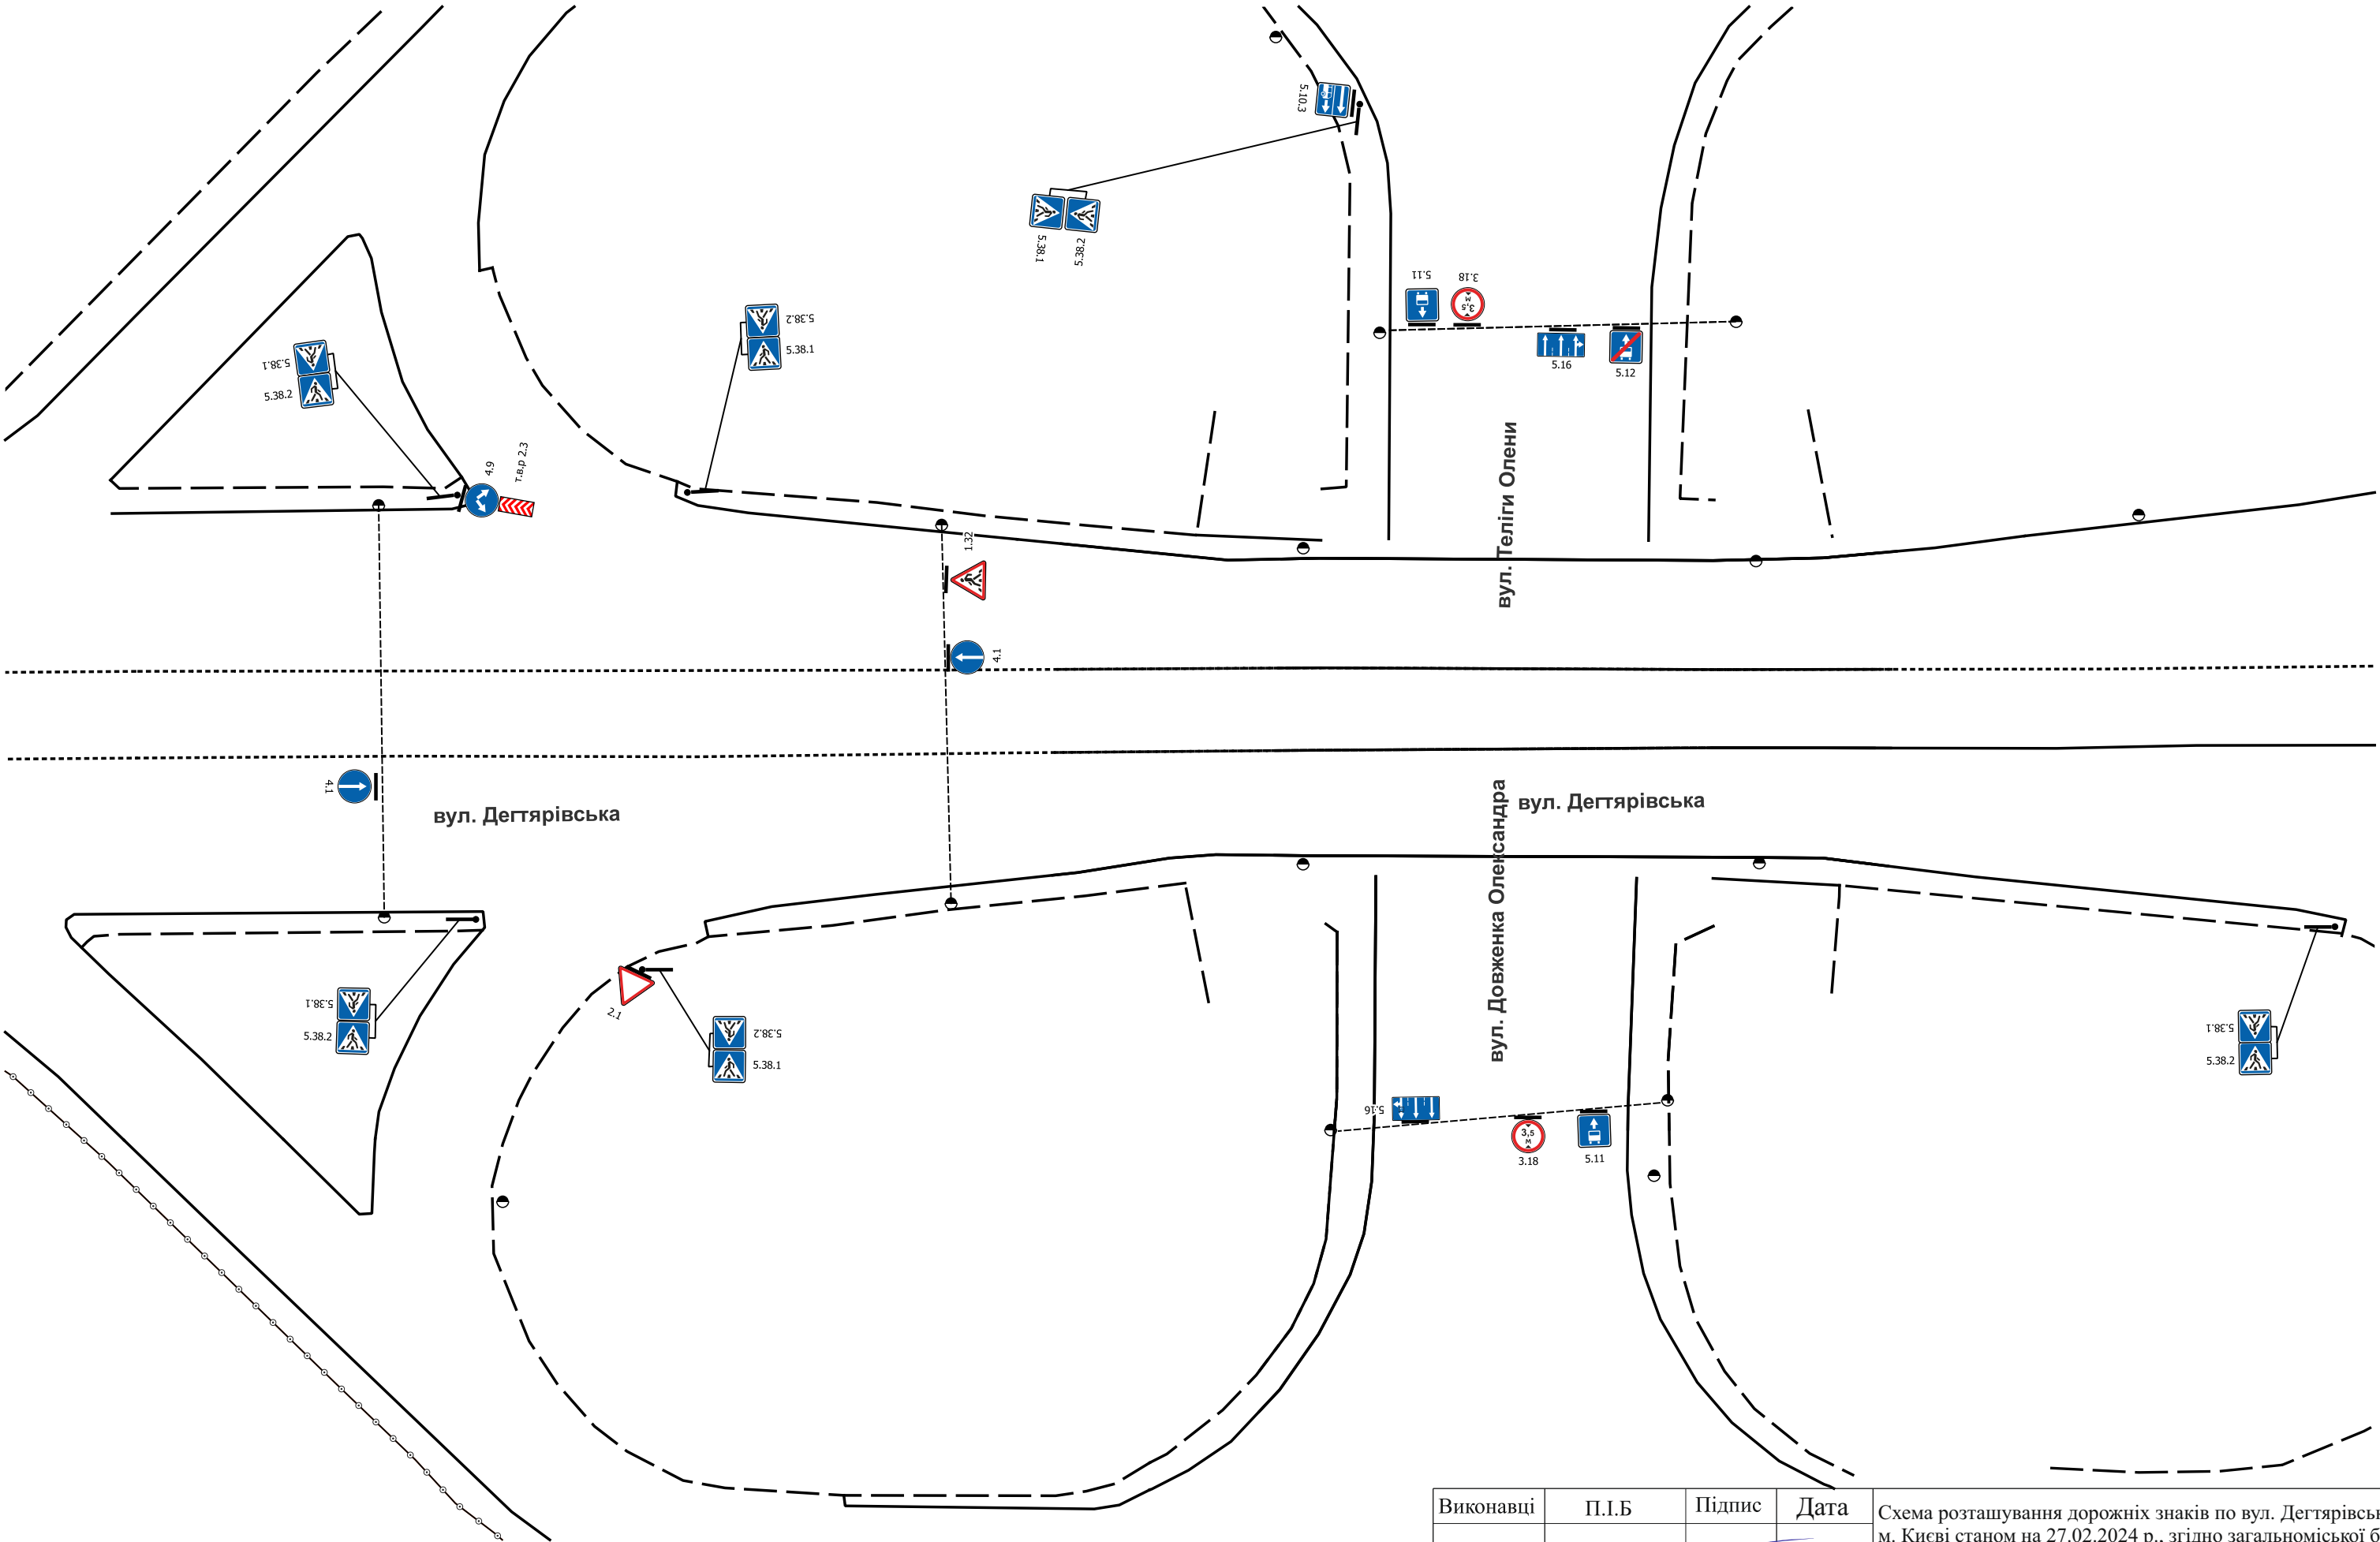 5.10.3
5.38.1
5.38.2
5.11
3.18
3,5
м
5.38.2
5.38.1
5.38.1
5.38.2
5.16
5.12
4.9
т.в.р 2.3
1.32
вул. Теліги Олени
4.1
4.1
вул. Дегтярівська
вул. Дегтярівська
вул. Довженка Олександра
5.38.1
5.38.2
2.1
5.38.2
5.38.1
5.38.1
5.38.2
5.16
3,5
м
3.18
5.11
Виконавці
П.І.Б
Підпис
Дата
Схема розташування дорожніх знаків по вул. Дегтярівсь
м. Києві станом на 27.02.2024 р., згідно загальноміської б